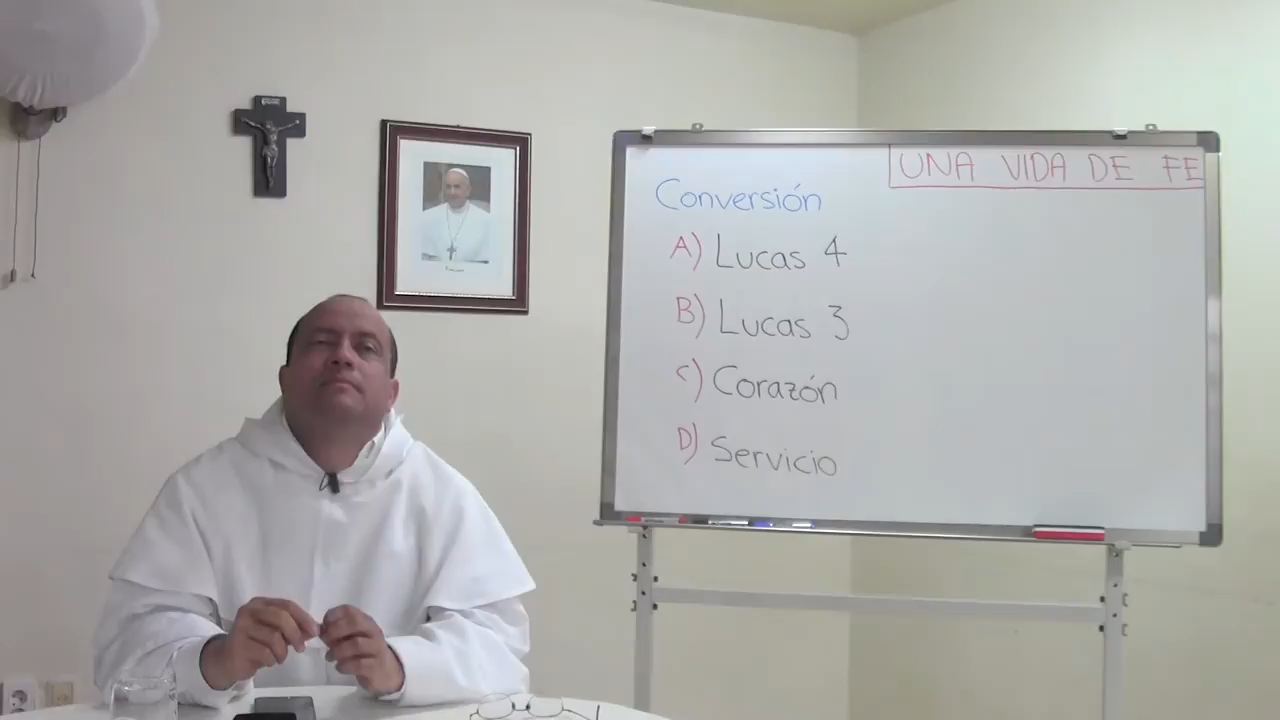 UNA VIDA DE FE
Conversión
A) Lucas 4
B) Lucas 3
C) Corazón
D) Servicio